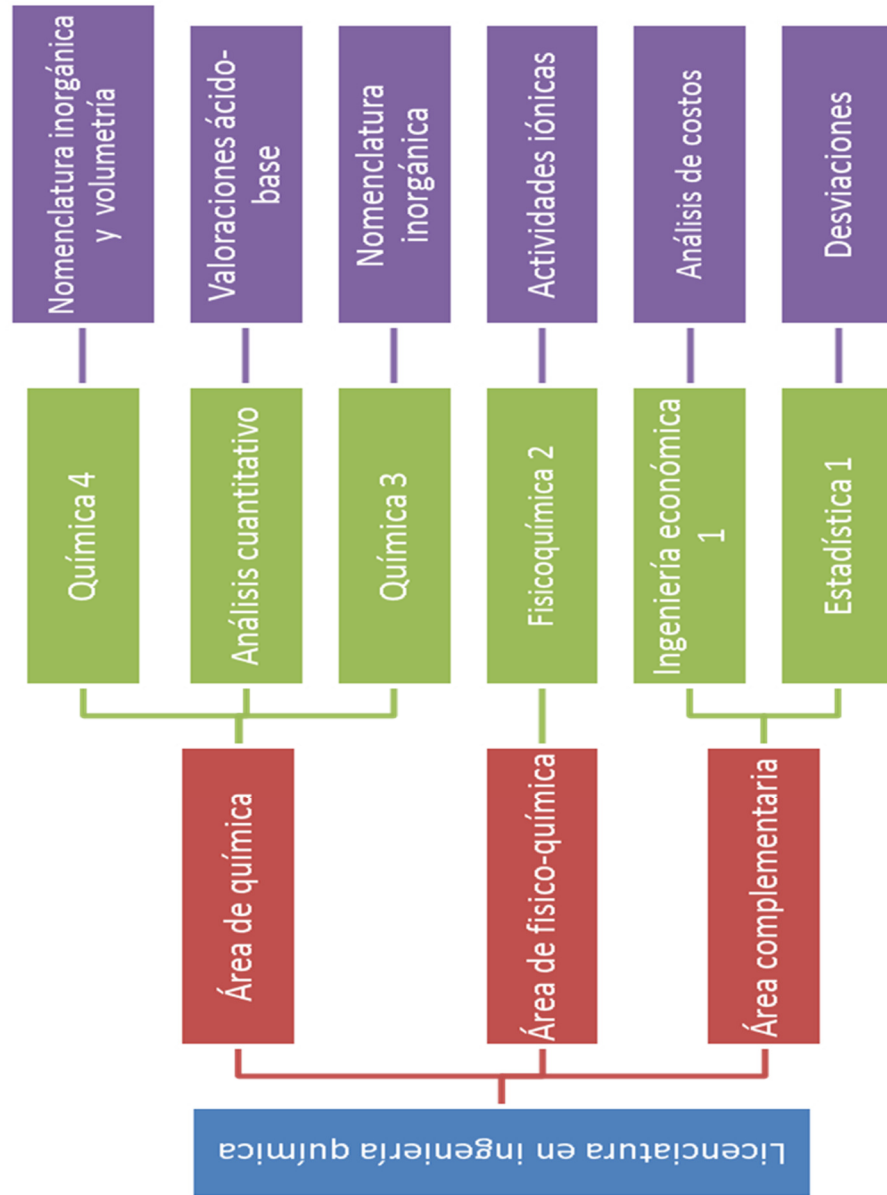 Licenciatura en ingeniería química
Área de química
Química 4
Nomenclatura inorgánica
y volumetría
Análisis cuantitativo
Valoraciones ácido-
base
Química 3
Nomenclatura
inorgánica
Área de fisico-química
Fisicoquímica 2
Actividades iónicas
Área complementaria
Ingeniería económica
1
Análisis de costos
Estadística 1
Desviaciones